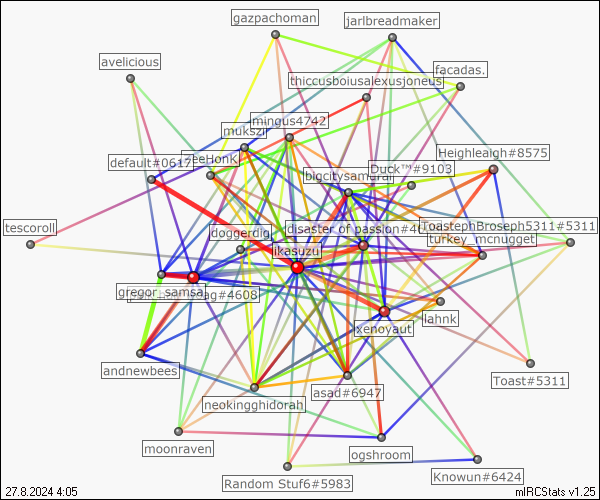 gazpachoman
jarlbreadmaker
avelicious
facadas.
thiccusboiusalexusjoneus
mingus4742
mukszi
Heighleaigh#8575
default#0617
eeHonK
Duck™#9103
bigcitysamurai
tescoroll
doggerdig
disaster of passion#4
ToastephBroseph5311#5311
turkey_mcnugget
ikasuzu
gregor_samsa
ag#4608
lahnk
xenoyaut
andnewbees
asad#6947
Toast#5311
neokingghidorah
moonraven
ogshroom
Random Stuf6#5983
Knowun#6424
27.8.2024 4:05
mIRCStats v1.25